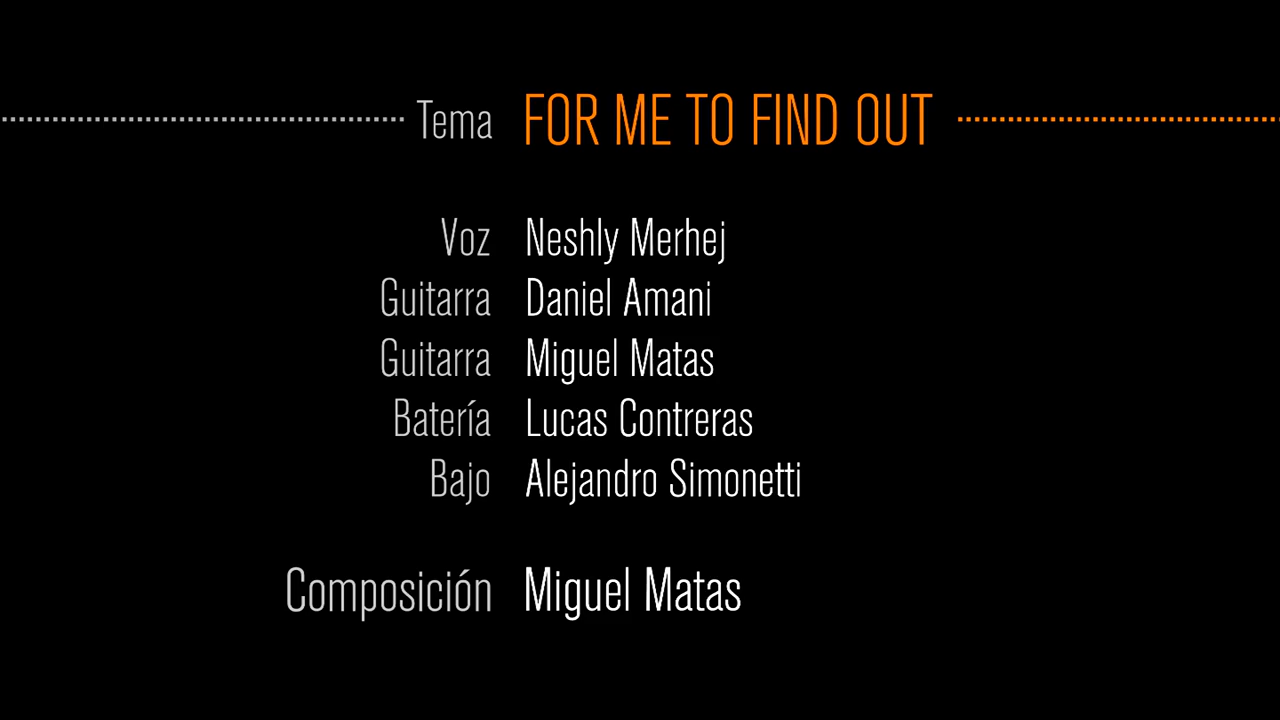 Tema FOR ME TO FIND OUT
Voz Neshly Merhej
Guitarra Daniel Amani
Guitarra Miguel Matas
Batería Lucas Contreras
Bajo Alejandro Simonetti
Composición Miguel Matas